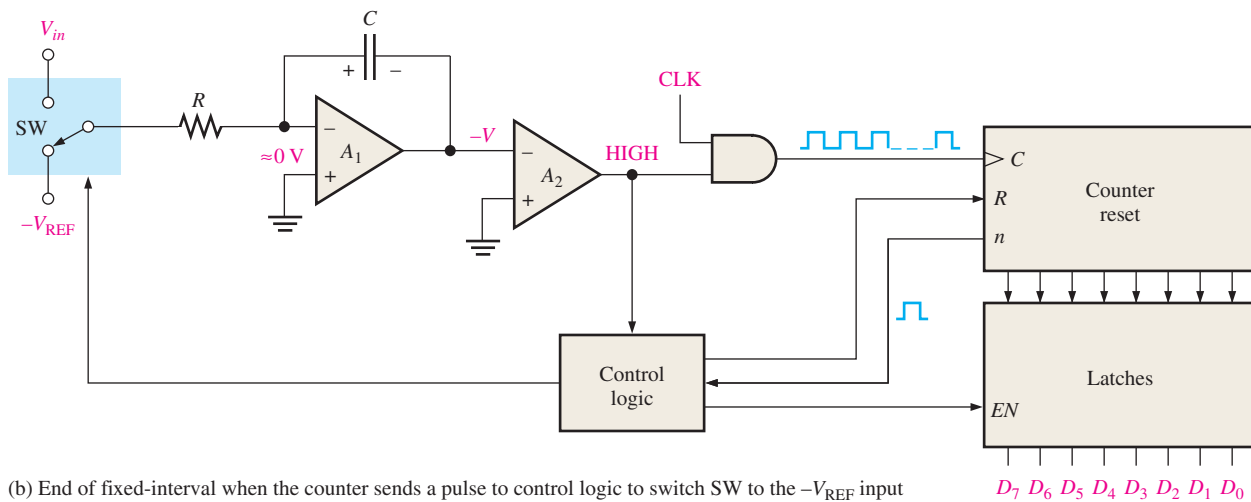 V_in
SW
-V_REF
R
≈0 V
C
+ −
−
+
A_1
-V
−
+
A_2
HIGH
CLK
C
R
n
Counter
reset
Control
logic
Latches
EN
D_7 D_6 D_5 D_4 D_3 D_2 D_1 D_0
(b) End of fixed-interval when the counter sends a pulse to control logic to switch SW to the –V_REF input